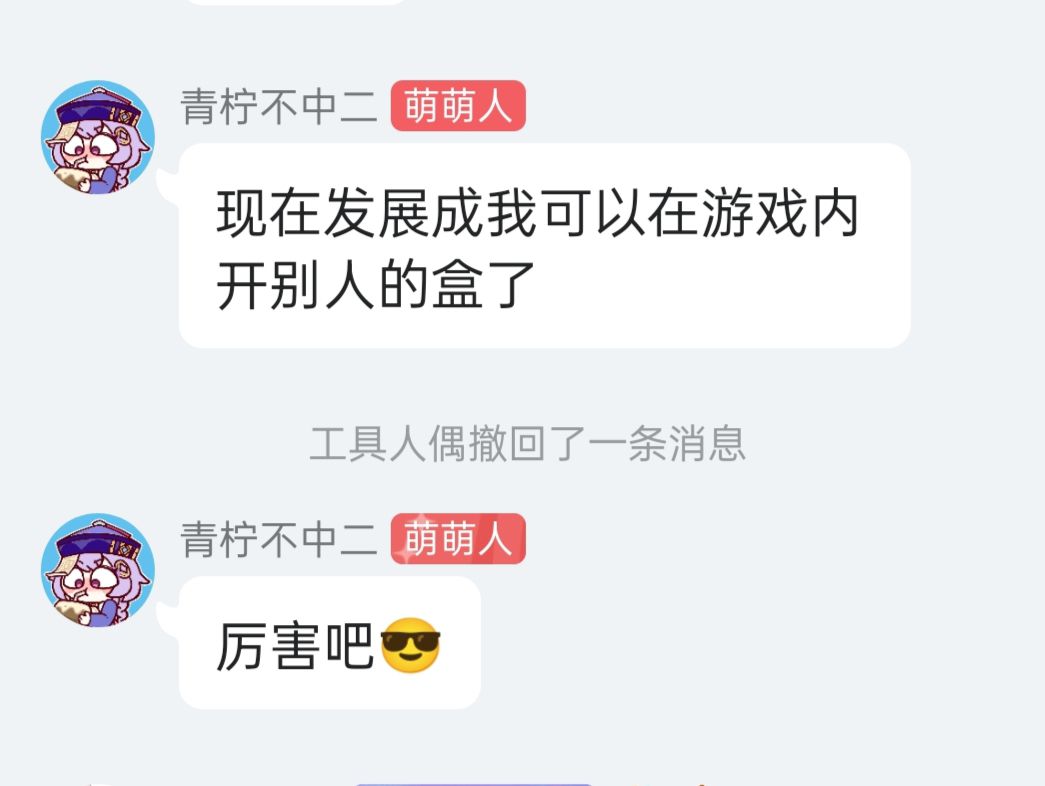 青柠不中二 萌萌人
现在发展成我可以在游戏内
开别人的盒了
工具人偶撤回了一条消息
青柠不中二 萌萌人
厉害吧😎